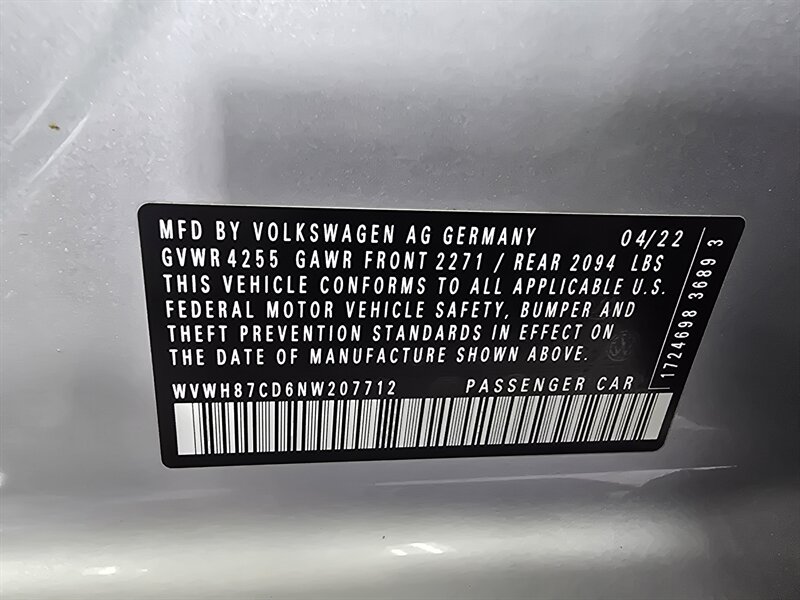 MFD BY VOLKSWAGEN AG GERMANY 04/22
GVWR 4255 GAWR FRONT 2271 / REAR 2094 LBS
THIS VEHICLE CONFORMS TO ALL APPLICABLE U.S.
FEDERAL MOTOR VEHICLE SAFETY, BUMPER AND
THEFT PREVENTION STANDARDS IN EFFECT ON
THE DATE OF MANUFACTURE SHOWN ABOVE.
WVWH87CD6NW207712 PASSENGER CAR
1724698 36893